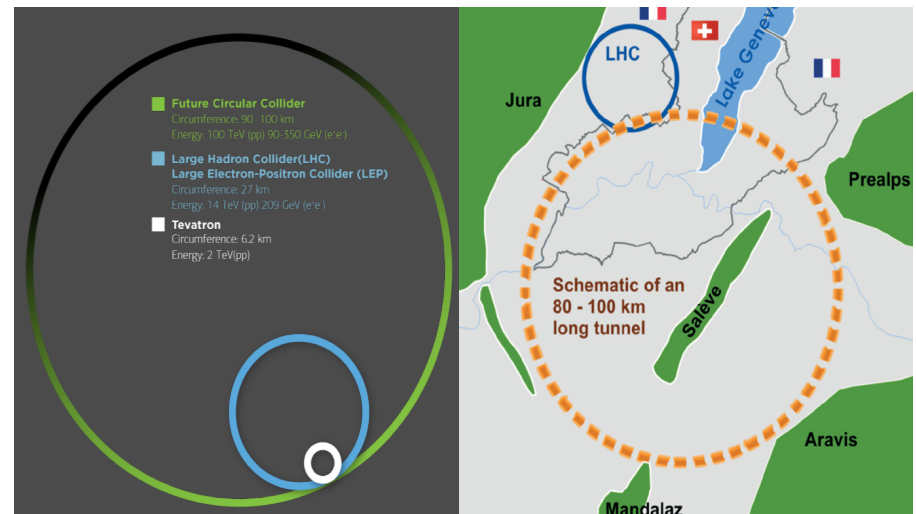 Future Circular Collider
Circumference: 90 -100 km
Energy: 100 TeV (pp) 90-350 GeV (e⁺e⁻)
Large Hadron Collider(LHC)
Large Electron-Positron Collider (LEP)
Circumference: 27 km
Energy: 14 TeV (pp) 209 GeV (e⁺e⁻)
Tevatron
Circumference: 6.2 km
Energy: 2 TeV(pp)
LHC
Lake Geneva
Jura
Prealps
Schematic of an
80 - 100 km
long tunnel
Salève
Aravis
Mandalaz